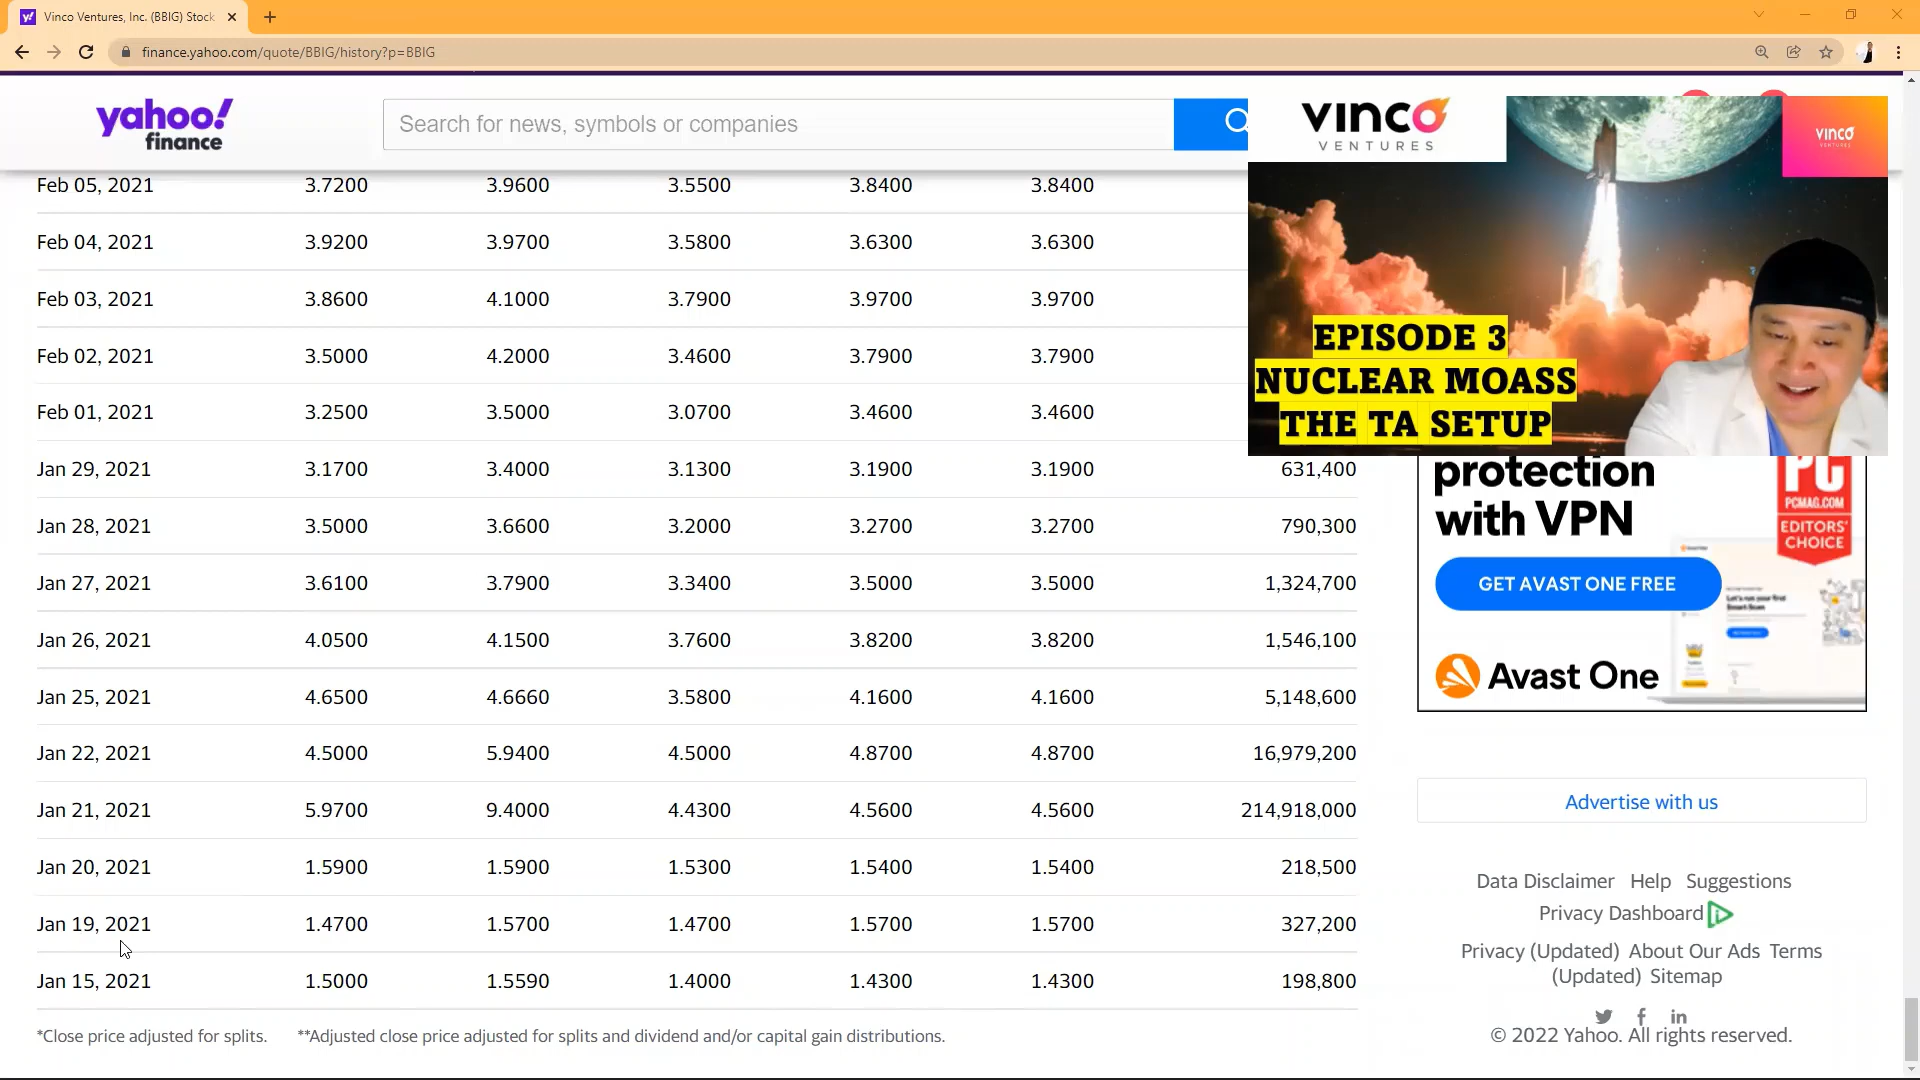 Vinco Ventures, Inc. (BBIG) Stock
finance.yahoo.com/quote/BBIG/history?p=BBIG
yahoo!
finance
Search for news, symbols or companies
Feb 05, 2021 3.7200 3.9600 3.5500 3.8400 3.8400
Feb 04, 2021 3.9200 3.9700 3.5800 3.6300 3.6300
Feb 03, 2021 3.8600 4.1000 3.7900 3.9700 3.9700
Feb 02, 2021 3.5000 4.2000 3.4600 3.7900 3.7900
Feb 01, 2021 3.2500 3.5000 3.0700 3.4600 3.4600
Jan 29, 2021 3.1700 3.4000 3.1300 3.1900 3.1900 631,400
Jan 28, 2021 3.5000 3.6600 3.2000 3.2700 3.2700 790,300
Jan 27, 2021 3.6100 3.7900 3.3400 3.5000 3.5000 1,324,700
Jan 26, 2021 4.0500 4.1500 3.7600 3.8200 3.8200 1,546,100
Jan 25, 2021 4.6500 4.6660 3.5800 4.1600 4.1600 5,148,600
Jan 22, 2021 4.5000 5.9400 4.5000 4.8700 4.8700 16,979,200
Jan 21, 2021 5.9700 9.4000 4.4300 4.5600 4.5600 214,918,000
Jan 20, 2021 1.5900 1.5900 1.5300 1.5400 1.5400 218,500
Jan 19, 2021 1.4700 1.5700 1.4700 1.5700 1.5700 327,200
Jan 15, 2021 1.5000 1.5590 1.4000 1.4300 1.4300 198,800
*Close price adjusted for splits. **Adjusted close price adjusted for splits and dividend and/or capital gain distributions.
vinco
VENTURES
vinco
VENTURES
EPISODE 3
NUCLEAR MOASS
THE TA SETUP
protection
with VPN
PC
PCMAG.COM
EDITORS'
CHOICE
GET AVAST ONE FREE
Avast One
Advertise with us
Data Disclaimer Help Suggestions
Privacy Dashboard
Privacy (Updated) About Our Ads Terms
(Updated) Sitemap
© 2022 Yahoo. All rights reserved.